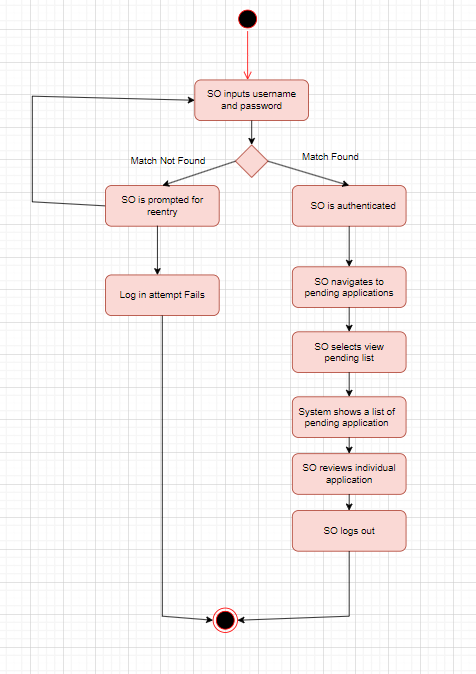 SO inputs username
and password
Match Not Found
Match Found
SO is prompted for
reentry
SO is authenticated
Log in attempt Fails
SO navigates to
pending applications
SO selects view
pending list
System shows a list of
pending application
SO reviews individual
application
SO logs out